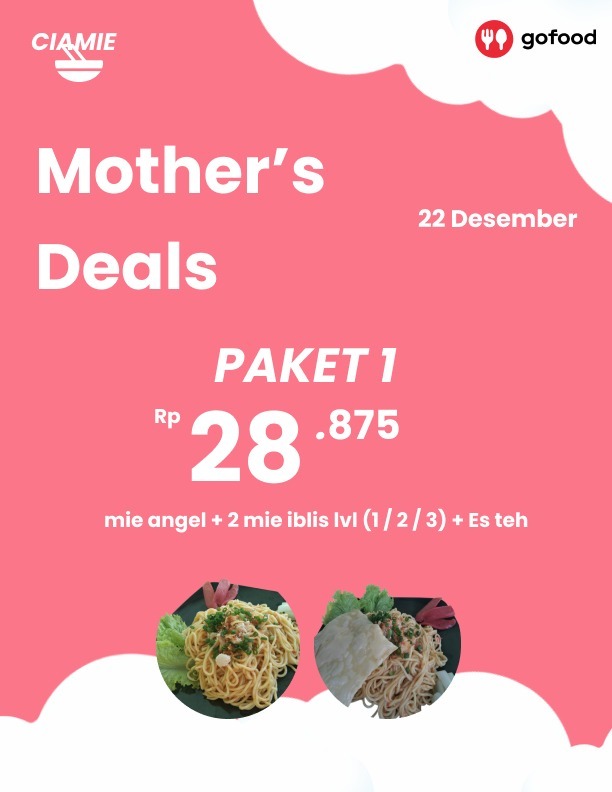 CIAMIE
gofood
Mother's
Deals
22 Desember
PAKET 1
Rp 28 .875
mie angel + 2 mie iblis lvl (1 / 2 / 3) + Es teh